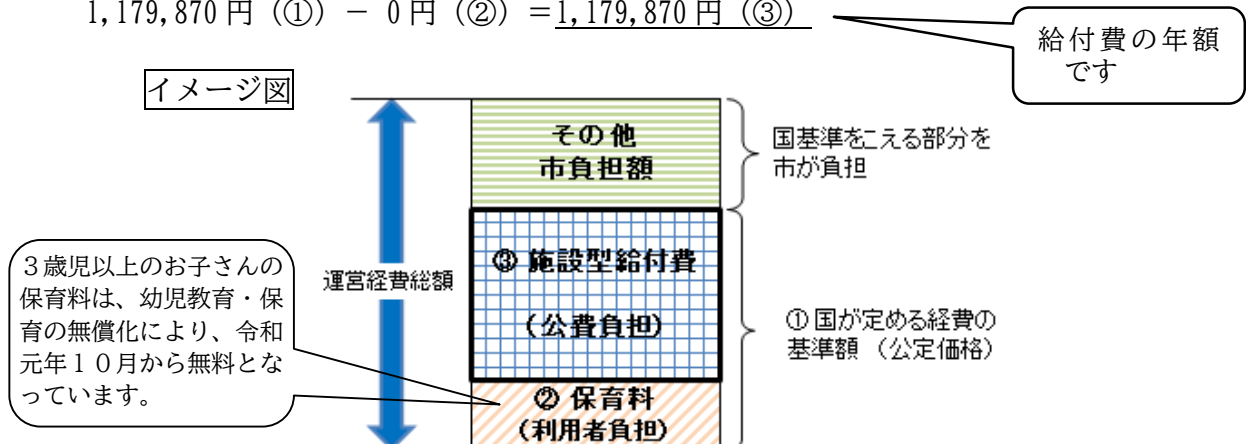 1,179,870 円（①）－ 0 円（②）＝1,179,870 円（③）
給付費の年額
です
イメージ図
その他
市負担額
国基準をこえる部分を
市が負担
３歳児以上のお子さんの
保育料は、幼児教育・保
育の無償化により、令和
元年１０月から無料とな
っています。
運営経費総額
③ 施設型給付費
（公費負担）
① 国が定める経費の
基準額 （公定価格）
② 保育料
（利用者負担）